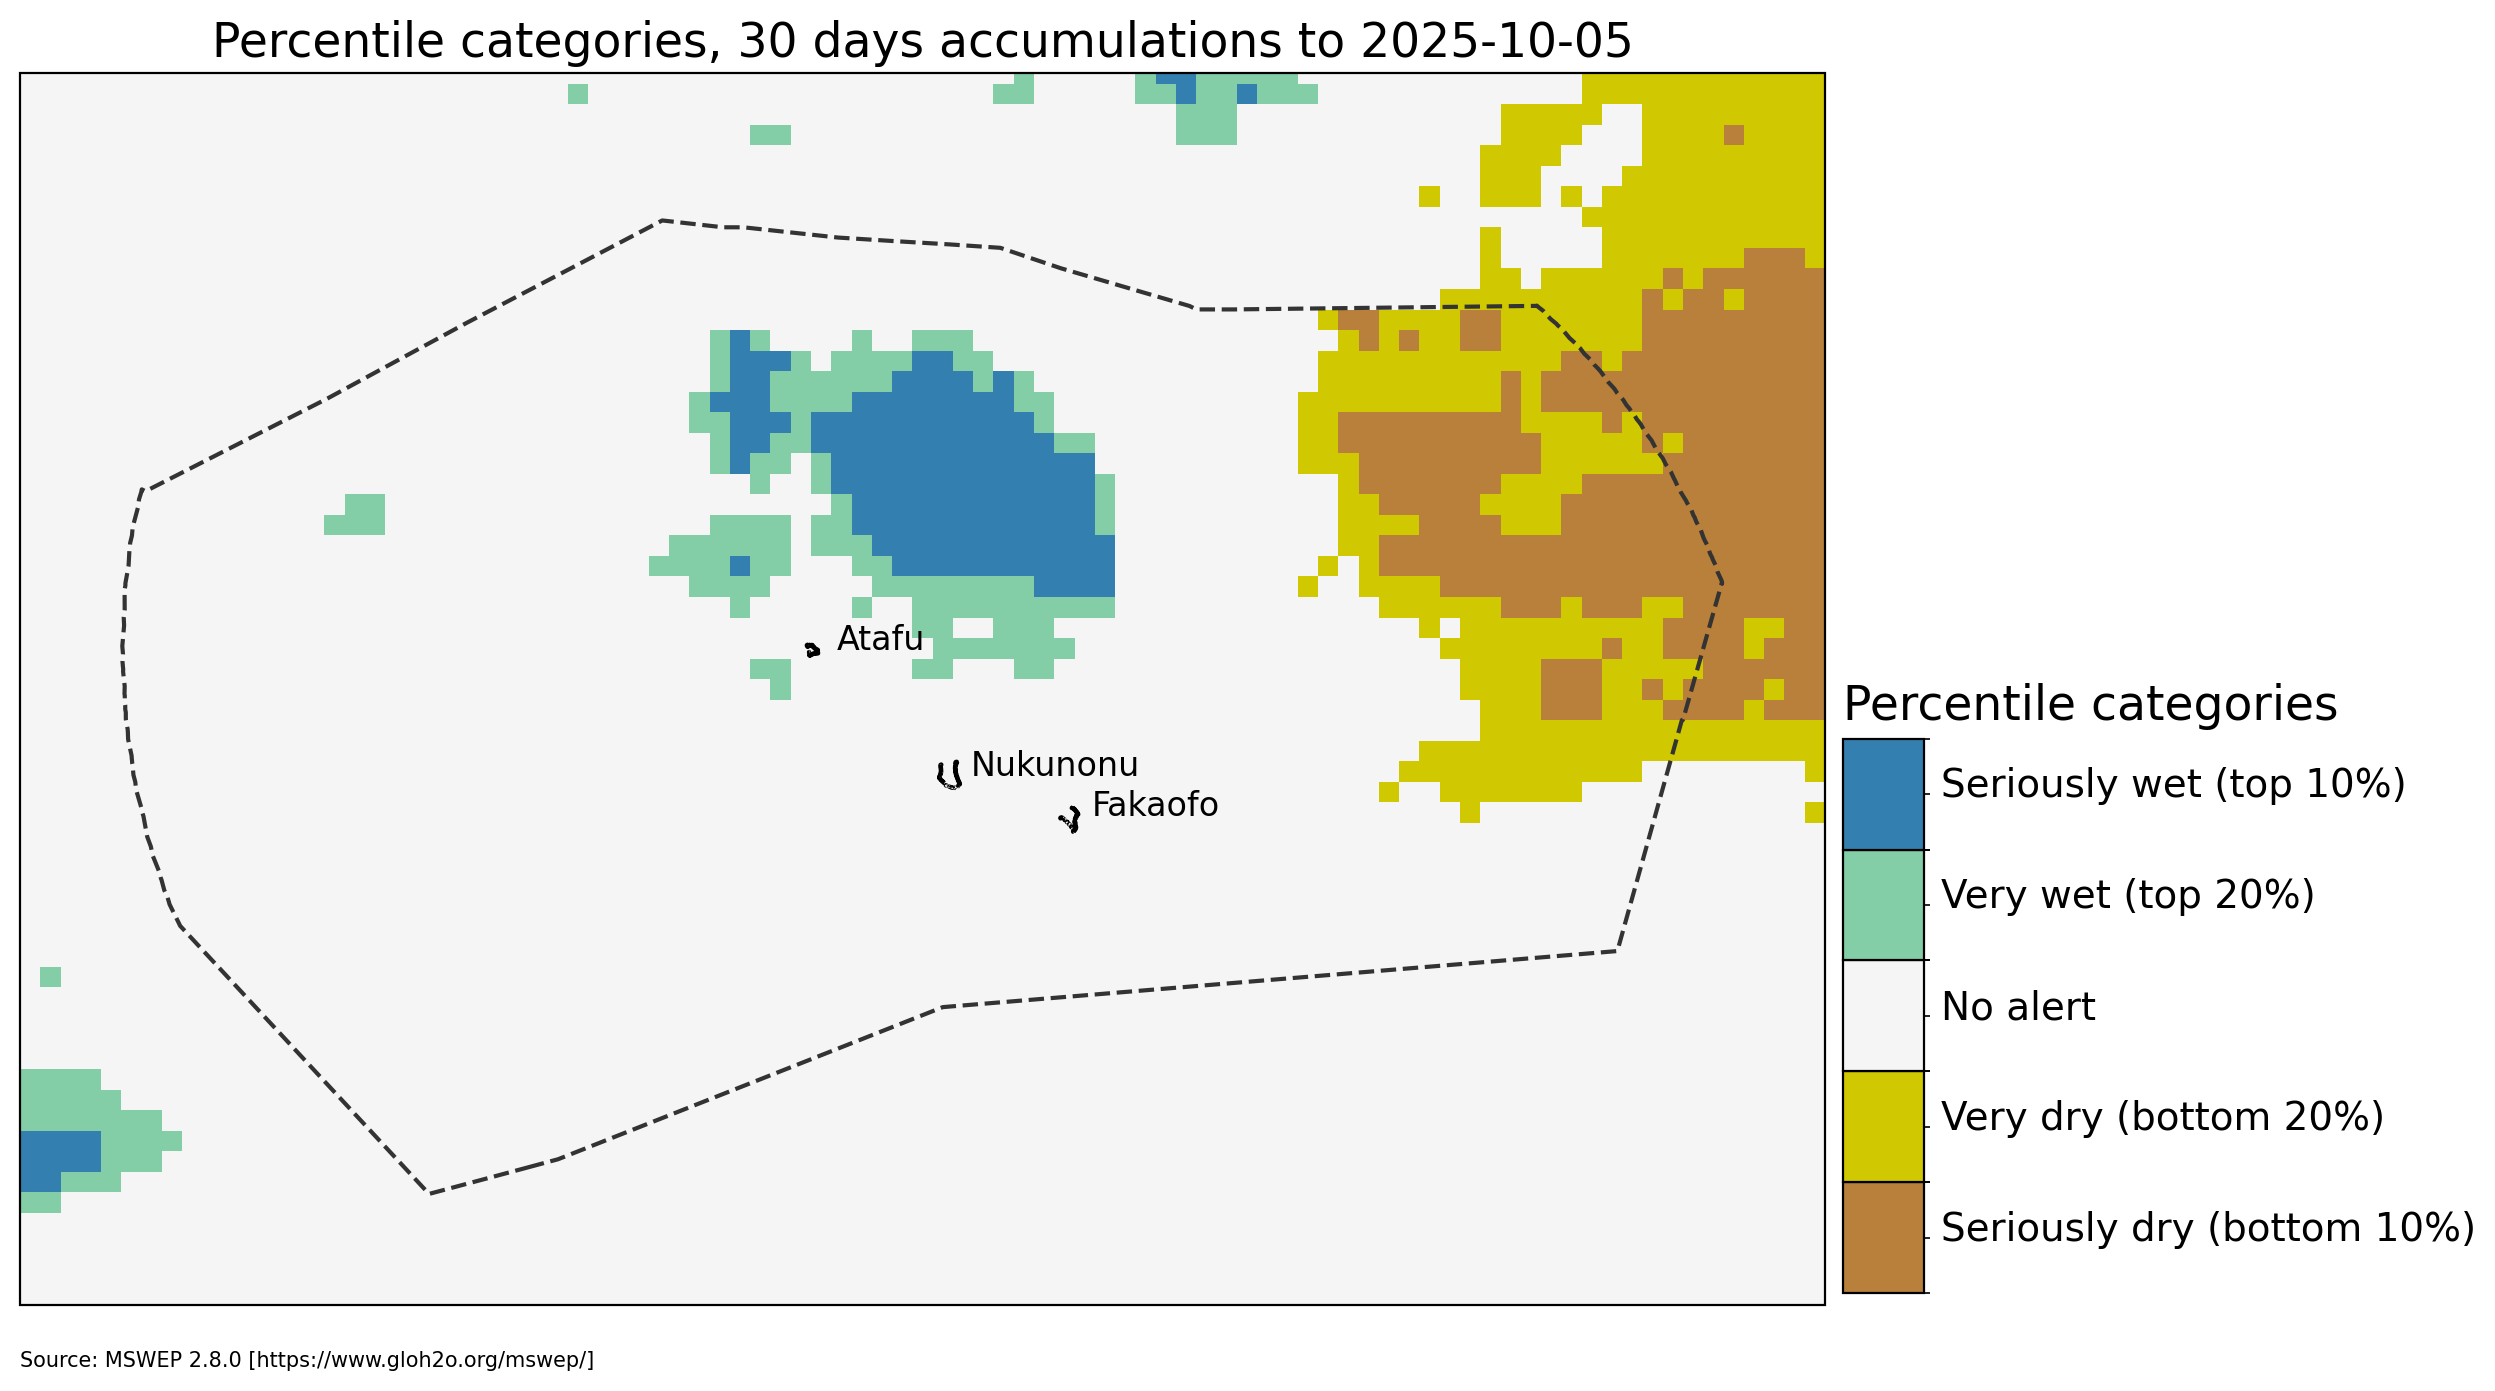 Percentile categories, 30 days accumulations to 2025-10-05
Atafu
Nukunonu
Fakaofo
Percentile categories
Seriously wet (top 10%)
Very wet (top 20%)
No alert
Very dry (bottom 20%)
Seriously dry (bottom 10%)
Source: MSWEP 2.8.0 [https://www.gloh2o.org/mswep/]